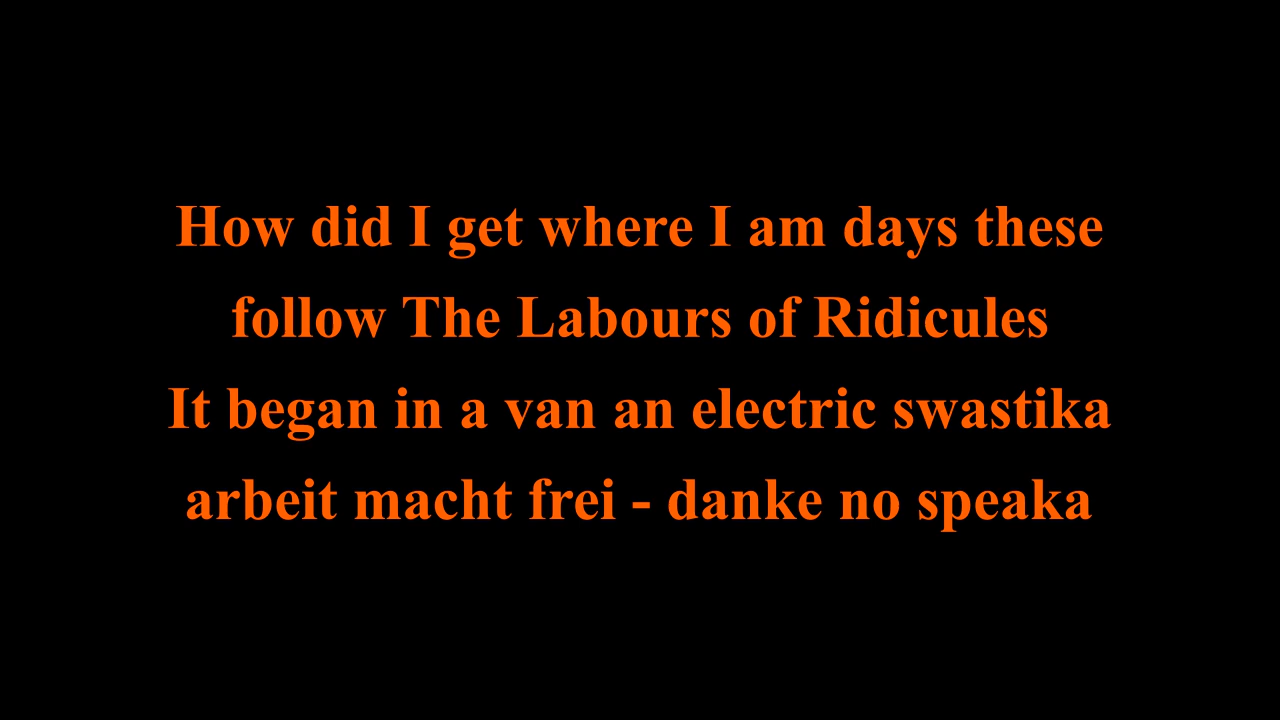 How did I get where I am days these
follow The Labours of Ridicules
It began in a van an electric swastika
arbeit macht frei - danke no speaka